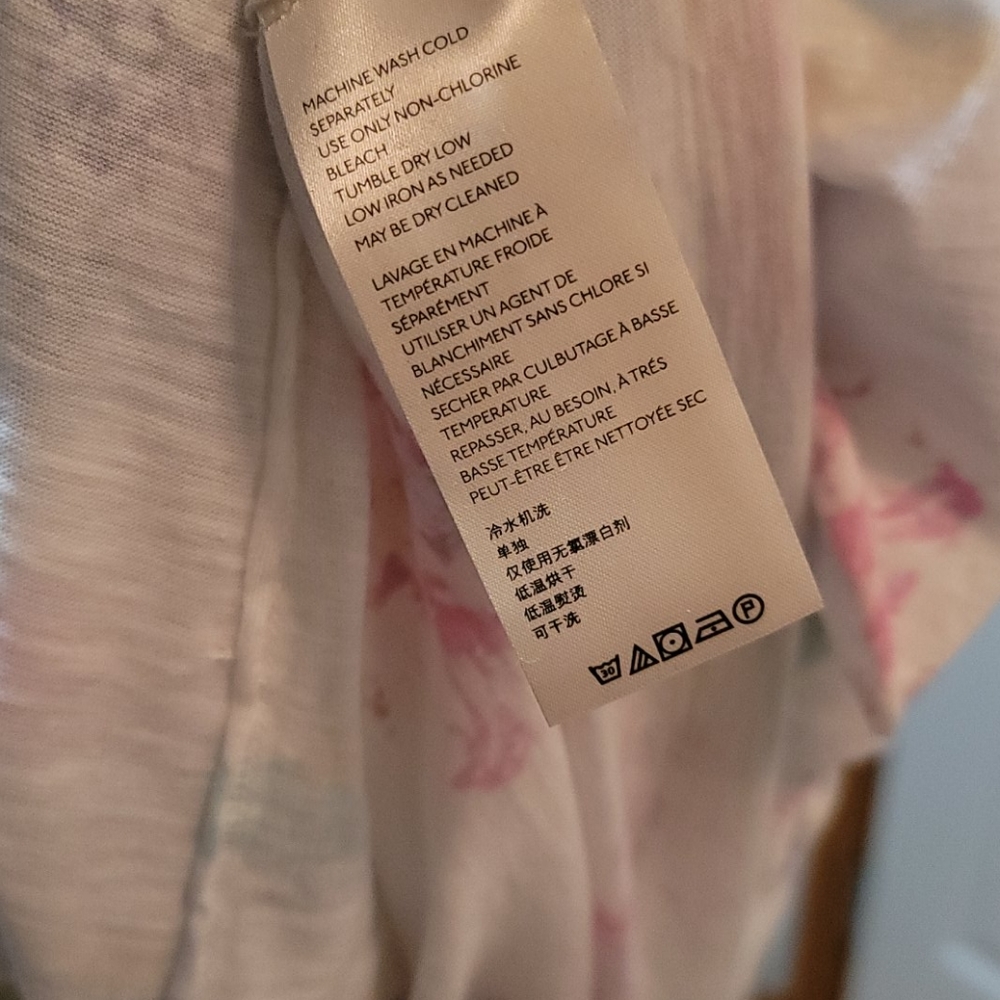 MACHINE WASH COLD
SEPARATELY
USE ONLY NON-CHLORINE
BLEACH
TUMBLE DRY LOW
LOW IRON AS NEEDED
MAY BE DRY CLEANED
LAVAGE EN MACHINE À
TEMPÉRATURE FROIDE
SÉPARÉMENT
UTILISER UN AGENT DE
BLANCHIMENT SANS CHLORE SI
NÉCESSAIRE
SECHER PAR CULBUTAGE À BASSE
TEMPERATURE
REPASSER, AU BESOIN, À TRÉS
BASSE TEMPÉRATURE
PEUT-ÊTRE ÊTRE NETTOYÉE SEC
冷水机洗
单独
仅使用无氯漂白剂
低温烘干
低温熨烫
可干洗
30 P